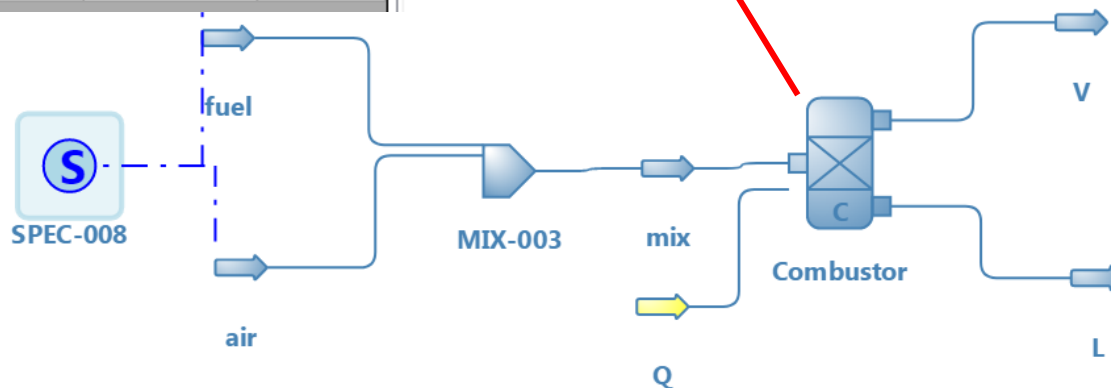 V
fuel
S
SPEC-008
MIX-003
mix
C
Combustor
air
L
Q